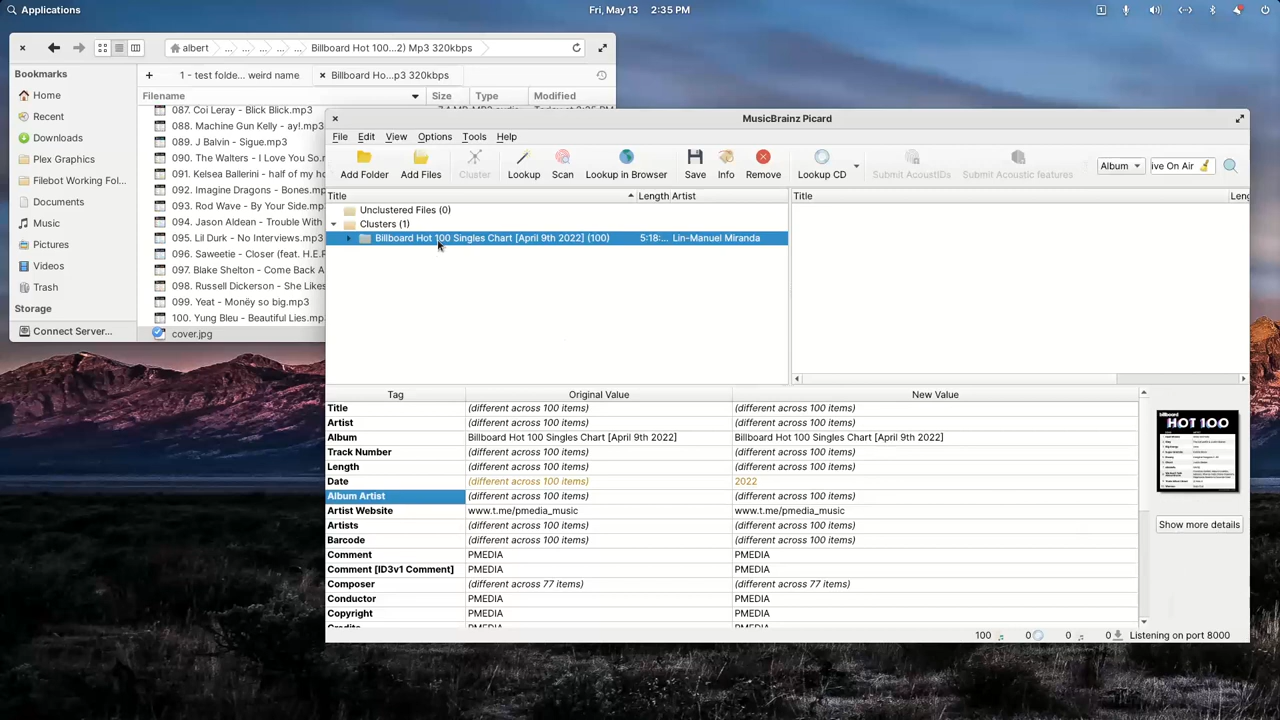 Applications
Fri, May 13 2:35 PM
albert ... ... ... ... Billboard Hot 100...2) Mp3 320kbps
Bookmarks
Home
Recent
Downloads
Plex Graphics
Filebot Working Fol...
Documents
Music
Pictures
Videos
Trash
Storage
Connect Server...
1 - test folde... weird name
Billboard Ho...p3 320kbps
Filename Size Type Modified
087. Coi Leray - Blick Blick.mp3
088. Machine Gun Kelly - ay!.mp3
089. J Balvin - Sigue.mp3
090. The Walters - I Love You So.m
091. Kelsea Ballerini - half of my ho
092. Imagine Dragons - Bones.mp
093. Rod Wave - By Your Side.mp3
094. Jason Aldean - Trouble With
095. Lil Durk - No Interviews.mp3
096. Saweetie - Closer (feat. H.E.R
097. Blake Shelton - Come Back A
098. Russell Dickerson - She Likes
099. Yeat - Monëy so big.mp3
100. Yung Bleu - Beautiful Lies.mp3
cover.jpg
MusicBrainz Picard
File Edit View Options Tools Help
Add Folder Add Files Cluster Lookup Scan Lookup in Browser Save Info Remove Lookup CD Submit AcoustIDs Submit Acoustic features
Album ive On Air
Title Length Artist
Title Leng
Unclustered Files (0)
Clusters (1)
Billboard Hot 100 Singles Chart [April 9th 2022] (100) 5:18:... Lin-Manuel Miranda
Tag Original Value New Value
Title (different across 100 items) (different across 100 items)
Artist (different across 100 items) (different across 100 items)
Album Billboard Hot 100 Singles Chart [April 9th 2022] Billboard Hot 100 Singles Chart [April 9th 2022]
Track Number (different across 100 items) (different across 100 items)
Length (different across 100 items) (different across 100 items)
Date (different across 100 items) 2022
Album Artist (different across 100 items) (different across 100 items)
Artist Website www.t.me/pmedia_music www.t.me/pmedia_music
Artists (different across 100 items) (different across 100 items)
Barcode (different across 100 items) (different across 100 items)
Comment PMEDIA PMEDIA
Comment [ID3v1 Comment] PMEDIA PMEDIA
Composer (different across 77 items) (different across 77 items)
Conductor PMEDIA PMEDIA
Copyright PMEDIA PMEDIA
Credits PMEDIA PMEDIA
billboard
HOT 100
Show more details
100 0 0 0 Listening on port 8000